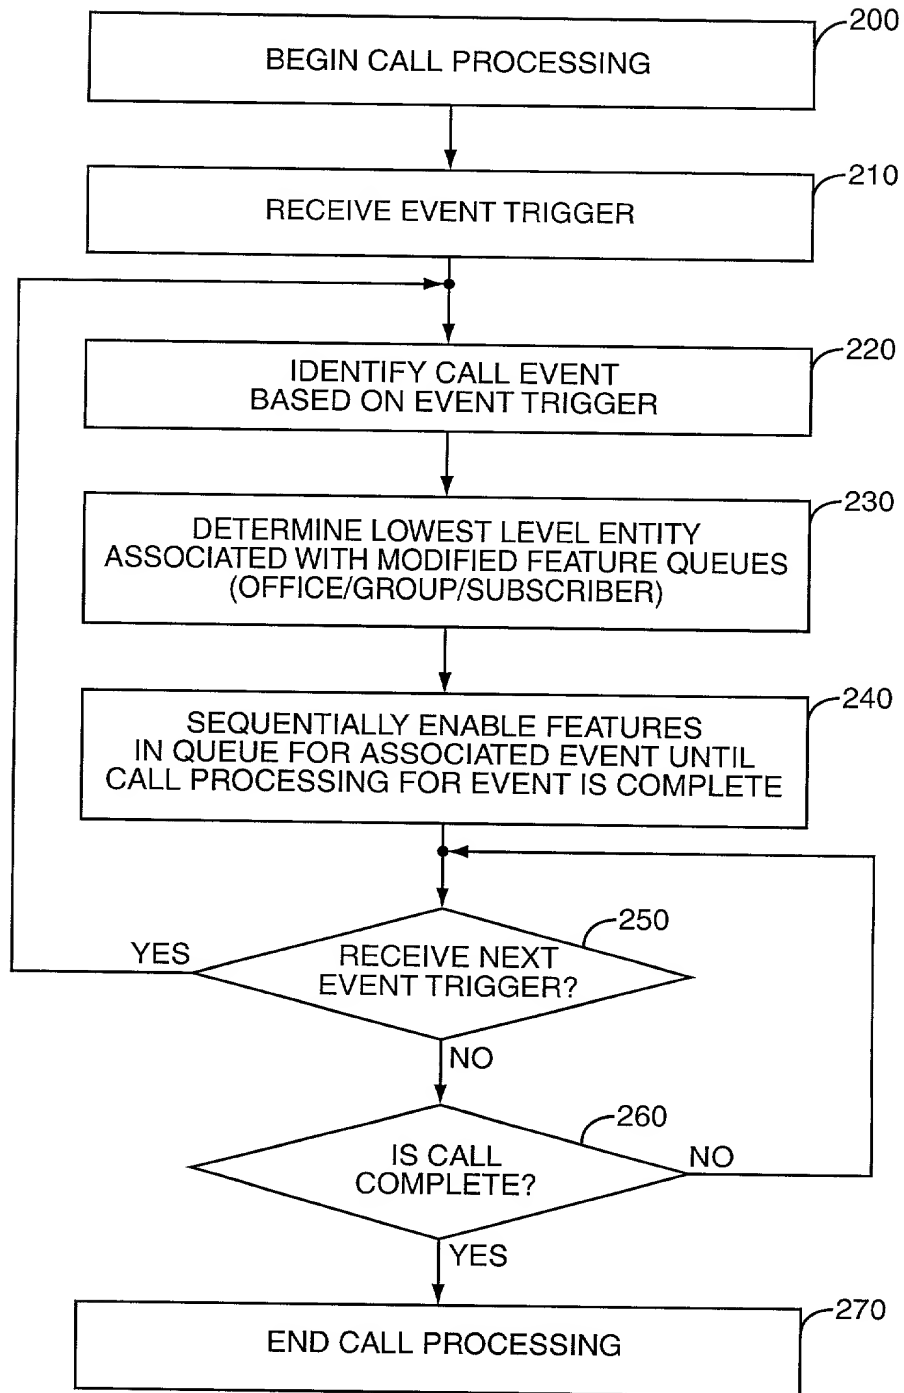 200
BEGIN CALL PROCESSING
210
RECEIVE EVENT TRIGGER
220
IDENTIFY CALL EVENT
BASED ON EVENT TRIGGER
230
DETERMINE LOWEST LEVEL ENTITY
ASSOCIATED WITH MODIFIED FEATURE QUEUES
(OFFICE/GROUP/SUBSCRIBER)
240
SEQUENTIALLY ENABLE FEATURES
IN QUEUE FOR ASSOCIATED EVENT UNTIL
CALL PROCESSING FOR EVENT IS COMPLETE
250
YES
RECEIVE NEXT
EVENT TRIGGER?
NO
260
IS CALL
COMPLETE?
NO
YES
270
END CALL PROCESSING